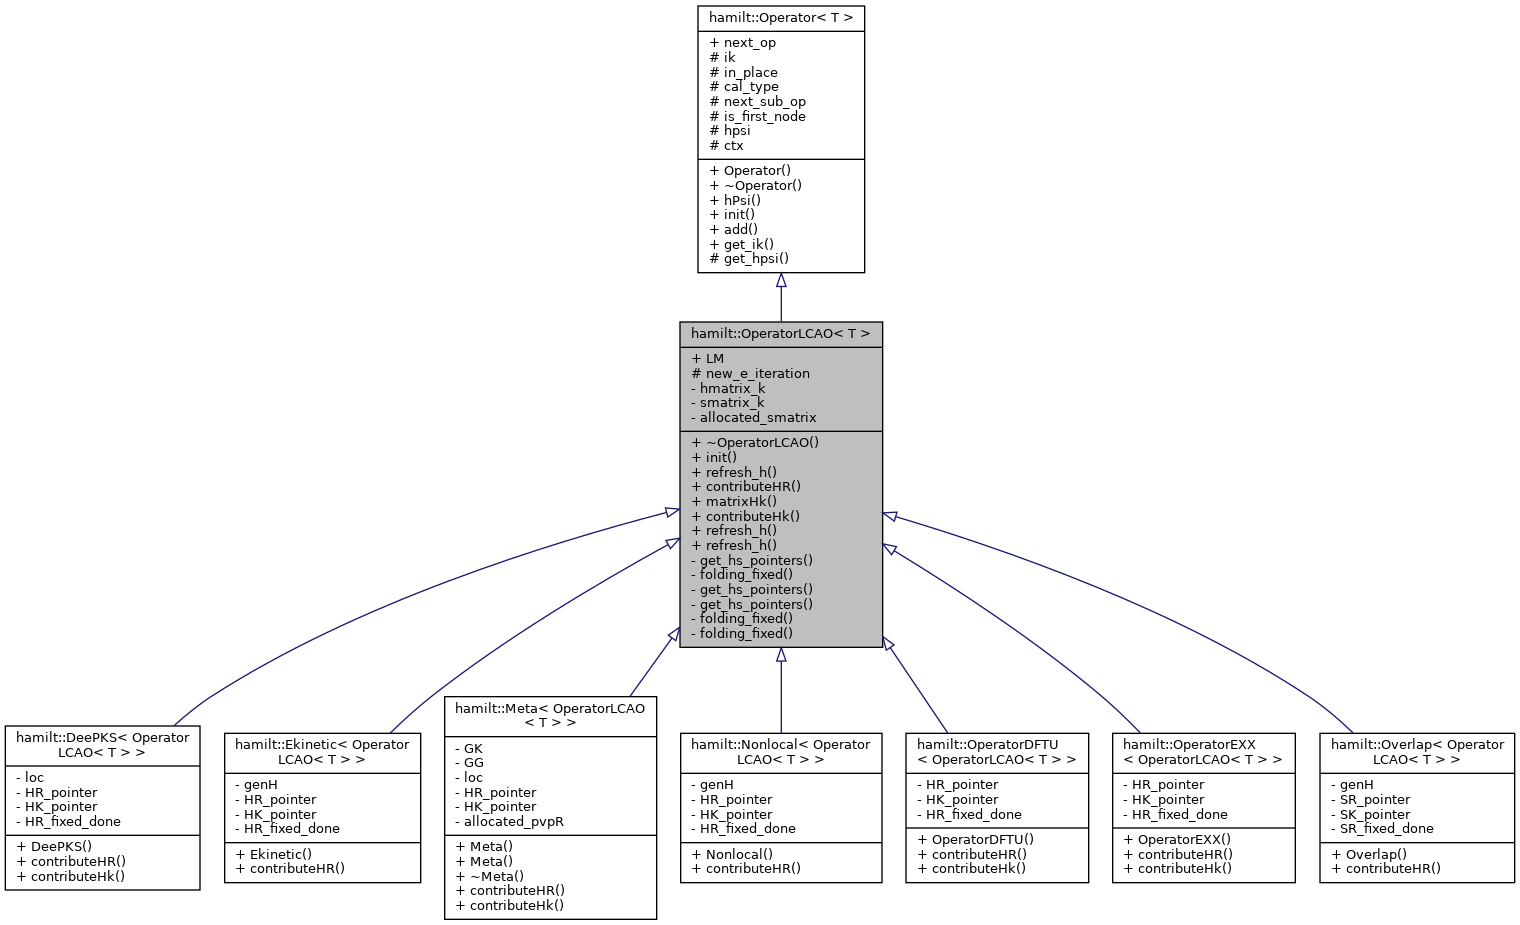 hamilt::Operator< T >
+ next_op
# ik
# in_place
# cal_type
# next_sub_op
# is_first_node
# hpsi
# ctx
+ Operator()
+ ~Operator()
+ hPsi()
+ init()
+ add()
+ get_ik()
# get_hpsi()
hamilt::OperatorLCAO< T >
+ LM
# new_e_iteration
- hmatrix_k
- smatrix_k
- allocated_smatrix
+ ~OperatorLCAO()
+ init()
+ refresh_h()
+ contributeHR()
+ matrixHk()
+ contributeHk()
+ refresh_h()
+ refresh_h()
- get_hs_pointers()
- folding_fixed()
- get_hs_pointers()
- get_hs_pointers()
- folding_fixed()
- folding_fixed()
hamilt::DeePKS< Operator
LCAO< T > >
- loc
- HR_pointer
- HK_pointer
- HR_fixed_done
+ DeePKS()
+ contributeHR()
+ contributeHk()
hamilt::Ekinetic< Operator
LCAO< T > >
- genH
- HR_pointer
- HK_pointer
- HR_fixed_done
+ Ekinetic()
+ contributeHR()
hamilt::Meta< OperatorLCAO
< T > >
- GK
- GG
- loc
- HR_pointer
- HK_pointer
- allocated_pvpR
+ Meta()
+ Meta()
+ ~Meta()
+ contributeHR()
+ contributeHk()
hamilt::Nonlocal< Operator
LCAO< T > >
- genH
- HR_pointer
- HK_pointer
- HR_fixed_done
+ Nonlocal()
+ contributeHR()
hamilt::OperatorDFTU
< OperatorLCAO< T > >
- HR_pointer
- HK_pointer
- HR_fixed_done
+ OperatorDFTU()
+ contributeHR()
+ contributeHk()
hamilt::OperatorEXX
< OperatorLCAO< T > >
- HR_pointer
- HK_pointer
- HR_fixed_done
+ OperatorEXX()
+ contributeHR()
+ contributeHk()
hamilt::Overlap< Operator
LCAO< T > >
- genH
- SR_pointer
- SK_pointer
- SR_fixed_done
+ Overlap()
+ contributeHR()